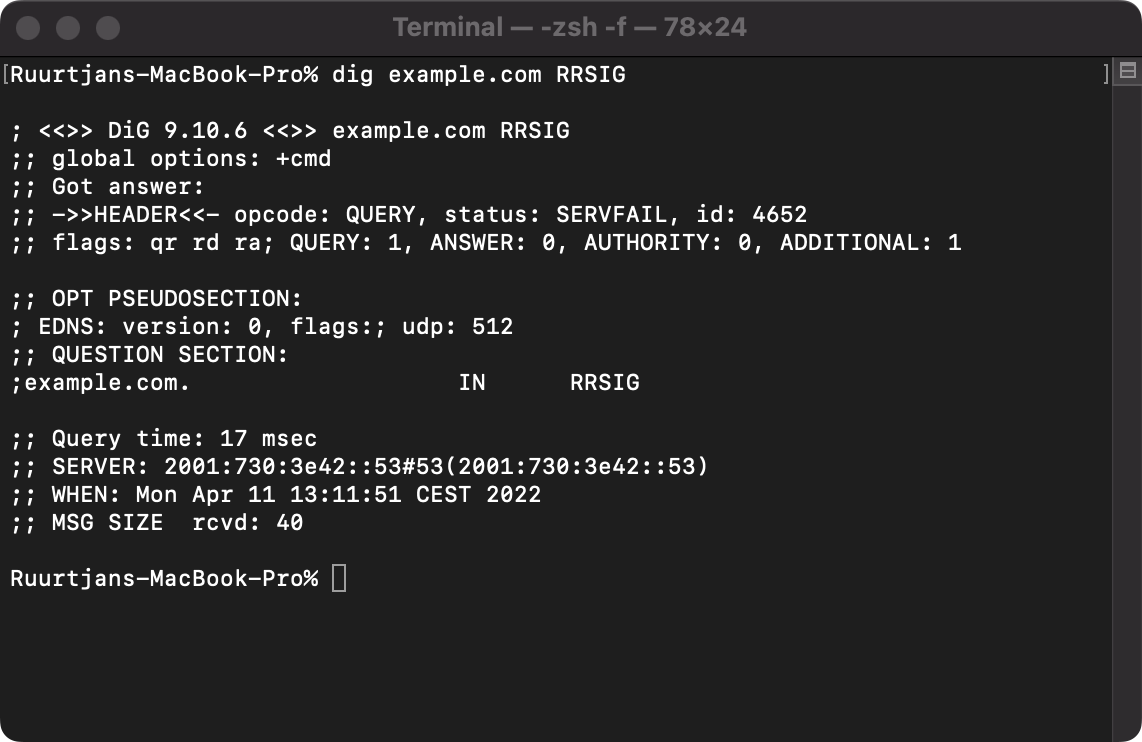 Terminal — -zsh -f — 78×24
[Ruurtjans-MacBook-Pro% dig example.com RRSIG ]
; <<>> DiG 9.10.6 <<>> example.com RRSIG
;; global options: +cmd
;; Got answer:
;; ->>HEADER<<- opcode: QUERY, status: SERVFAIL, id: 4652
;; flags: qr rd ra; QUERY: 1, ANSWER: 0, AUTHORITY: 0, ADDITIONAL: 1
;; OPT PSEUDOSECTION:
; EDNS: version: 0, flags:; udp: 512
;; QUESTION SECTION:
;example.com. IN RRSIG
;; Query time: 17 msec
;; SERVER: 2001:730:3e42::53#53(2001:730:3e42::53)
;; WHEN: Mon Apr 11 13:11:51 CEST 2022
;; MSG SIZE  rcvd: 40
Ruurtjans-MacBook-Pro%